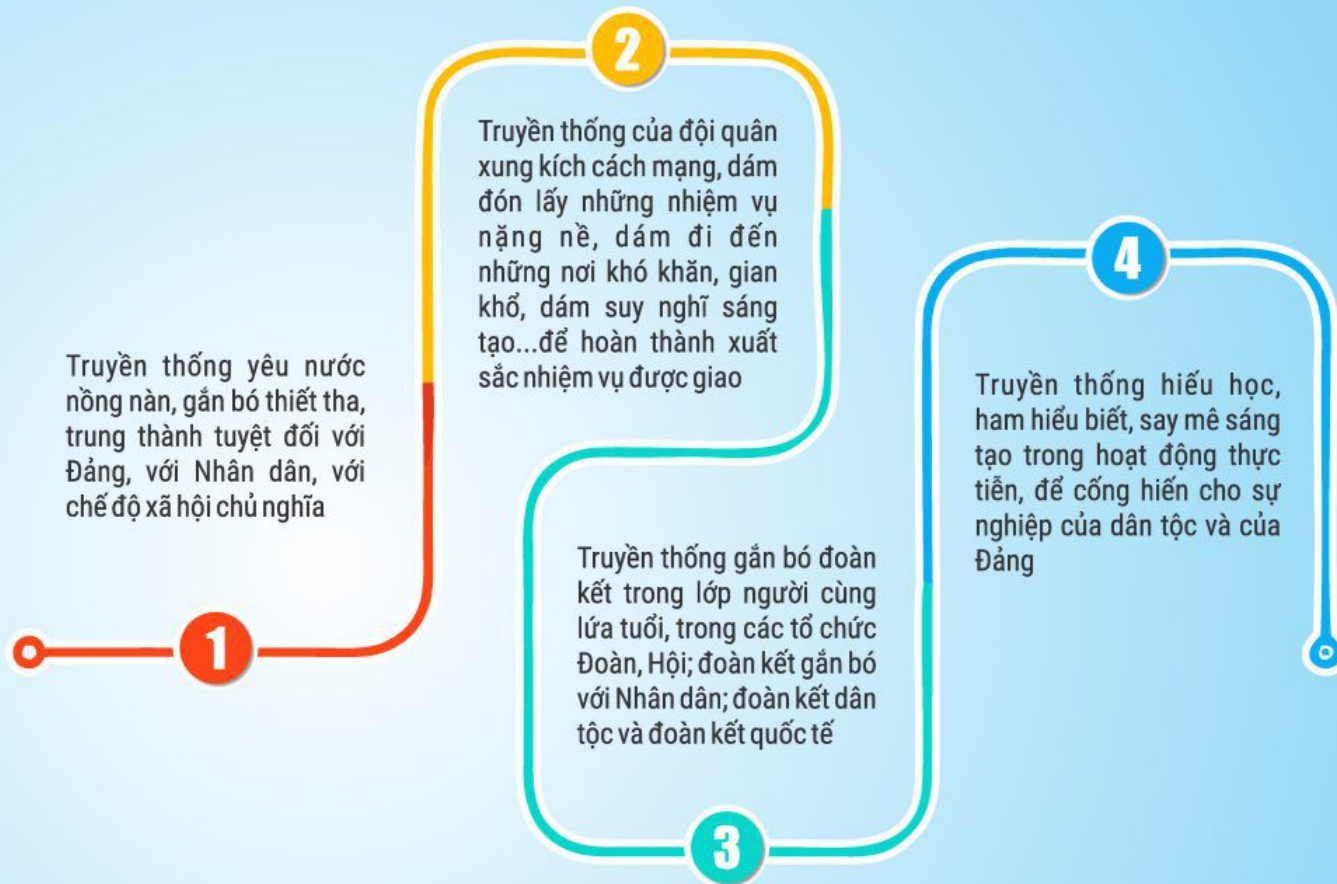 1
Truyền thống yêu nước
nồng nàn, gắn bó thiết tha,
trung thành tuyệt đối với
Đảng, với Nhân dân, với
chế độ xã hội chủ nghĩa
2
Truyền thống của đội quân
xung kích cách mạng, dám
đón lấy những nhiệm vụ
nặng nề, dám đi đến
những nơi khó khăn, gian
khổ, dám suy nghĩ sáng
tạo...để hoàn thành xuất
sắc nhiệm vụ được giao
3
Truyền thống gắn bó đoàn
kết trong lớp người cùng
lứa tuổi, trong các tổ chức
Đoàn, Hội; đoàn kết gắn bó
với Nhân dân; đoàn kết dân
tộc và đoàn kết quốc tế
4
Truyền thống hiếu học,
ham hiểu biết, say mê sáng
tạo trong hoạt động thực
tiễn, để cống hiến cho sự
nghiệp của dân tộc và của
Đảng